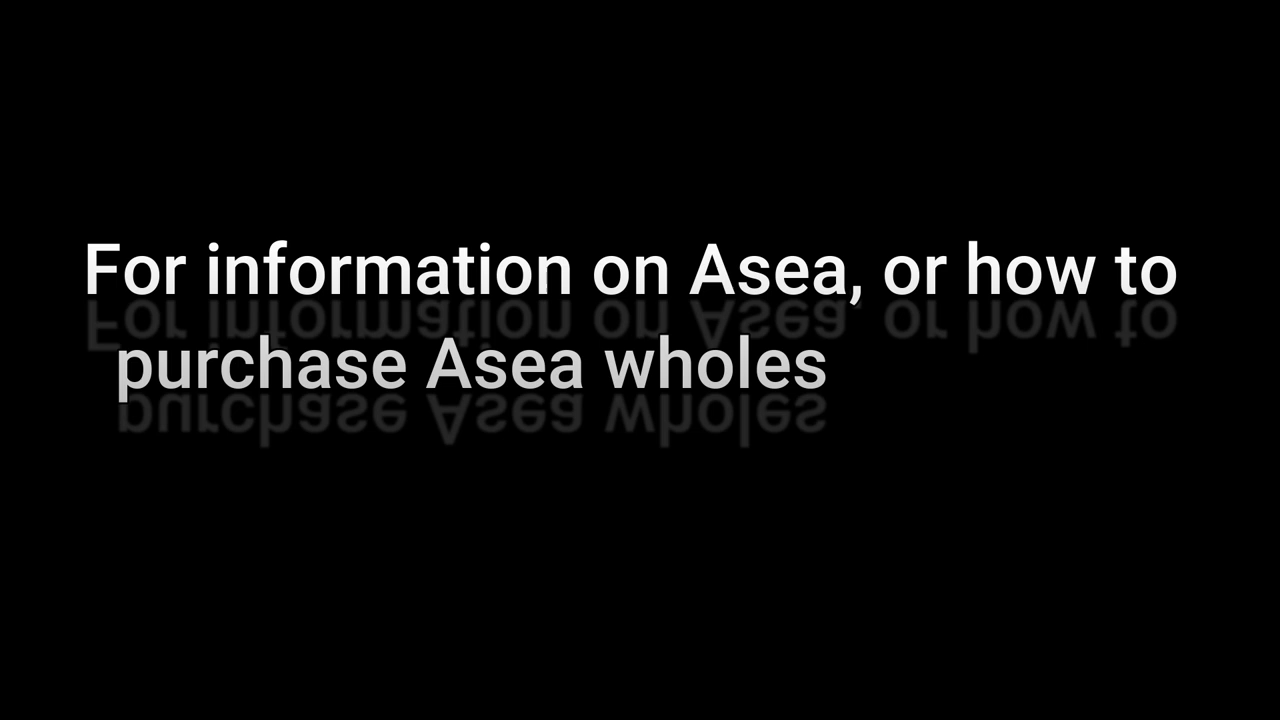 For information on Asea, or how to
purchase Asea wholes